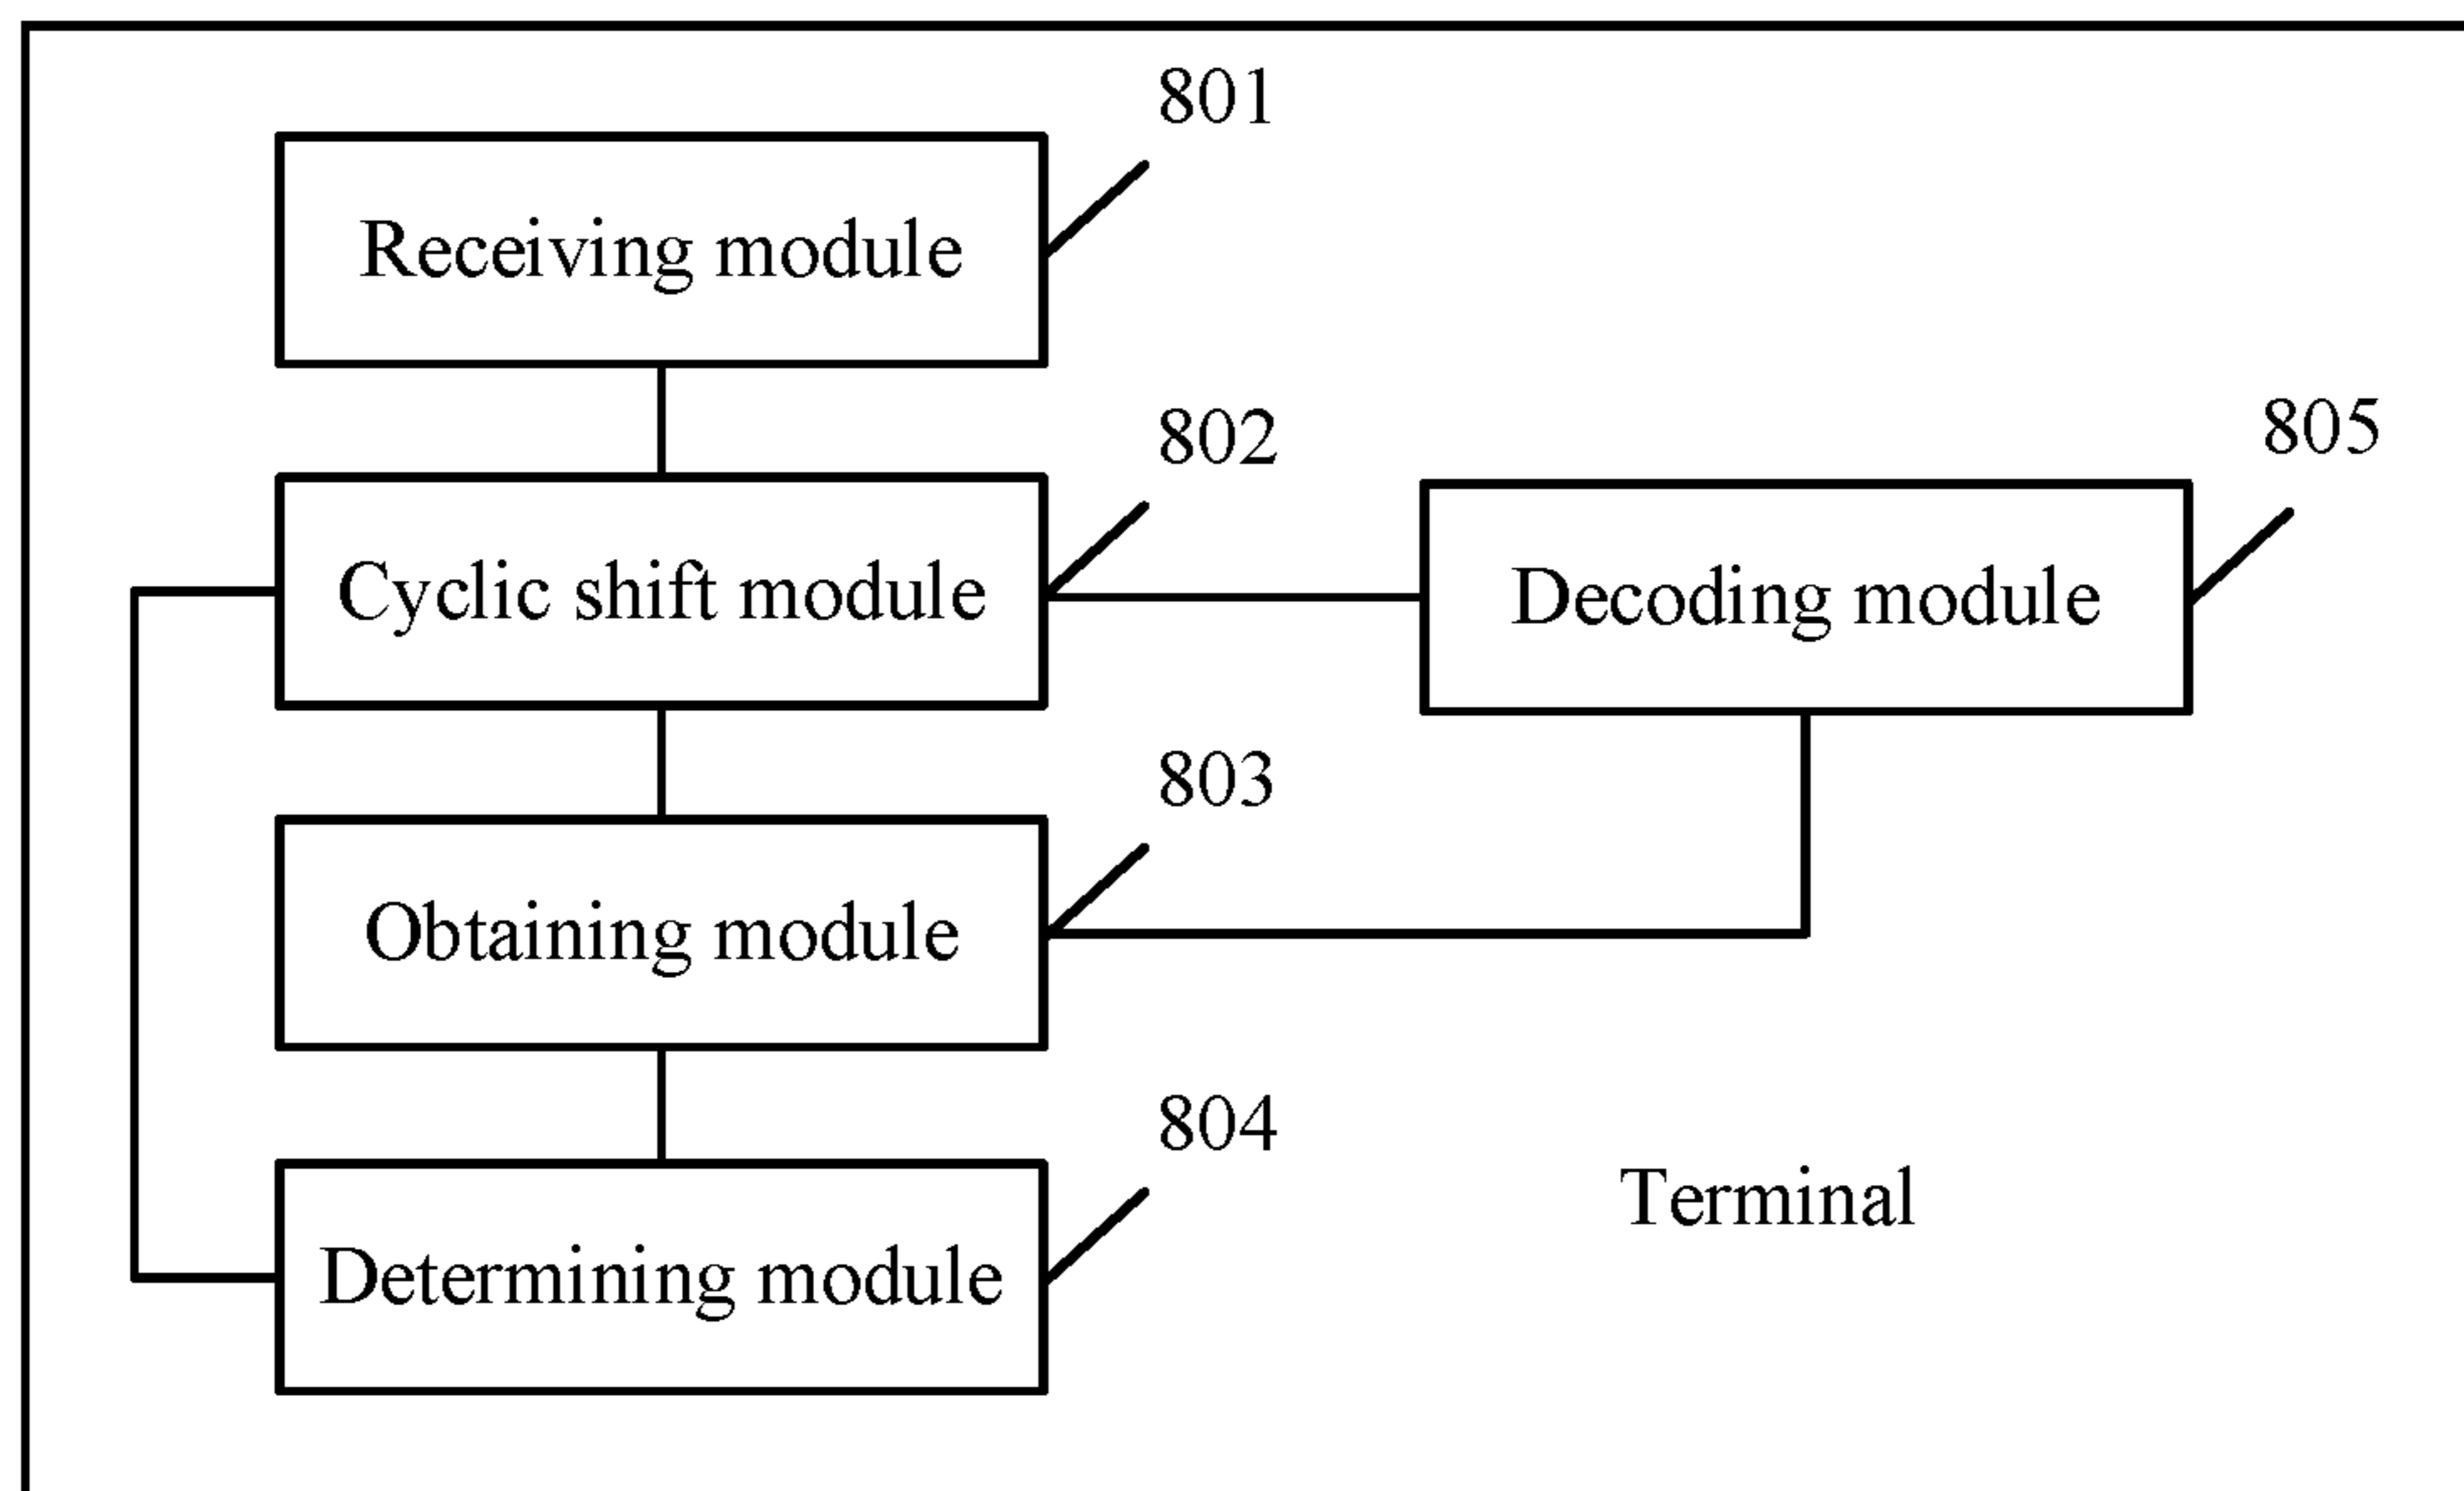 801
Receiving module
802
805
Cyclic shift module
Decoding module
803
Obtaining module
804
Terminal
Determining module